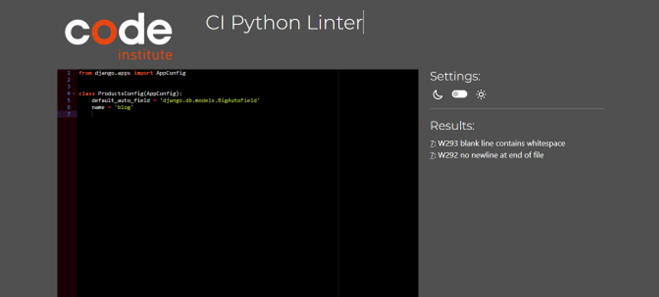 code
institute
CI Python Linter
1 from django.apps import AppConfig
2
3
4 class ProductsConfig(AppConfig):
5 default_auto_field = 'django.db.models.BigAutoField'
6 name = 'blog'
7
Settings:
Results:
7: W293 blank line contains whitespace
7: W292 no newline at end of file